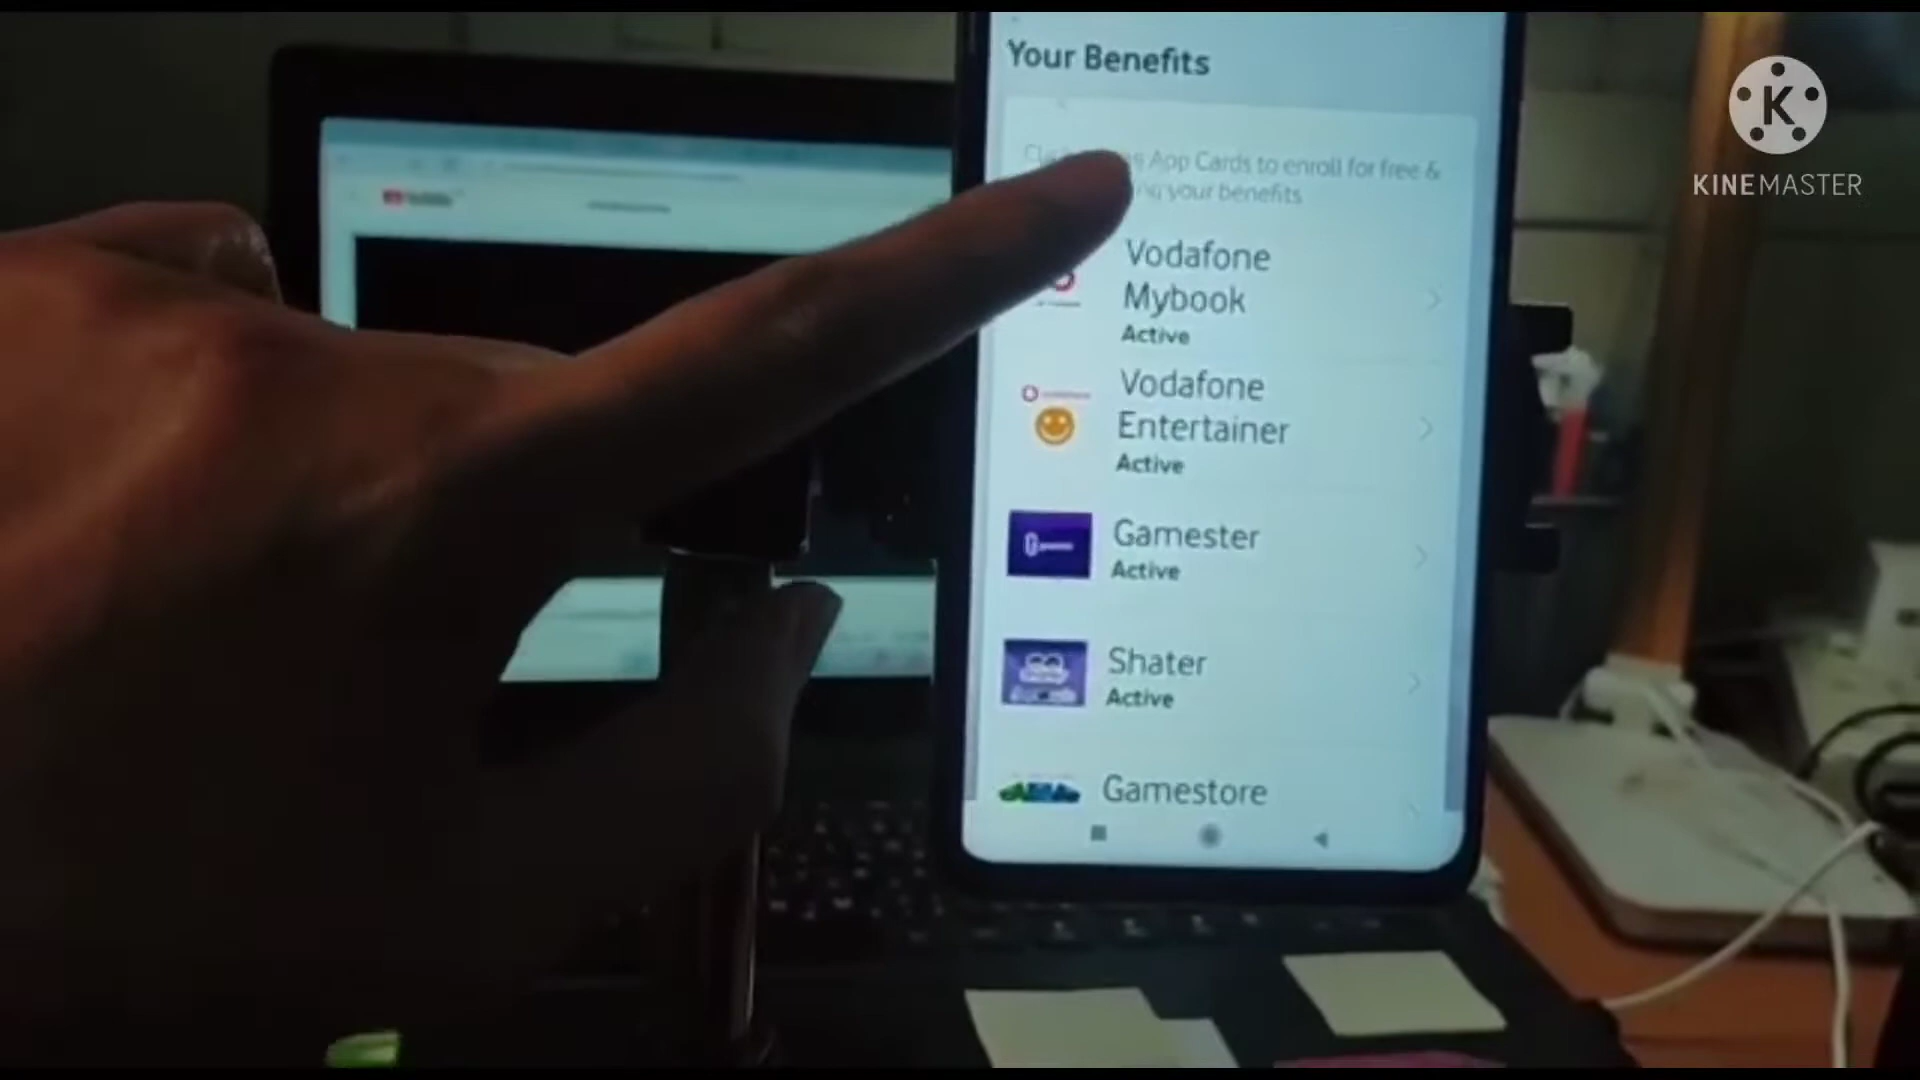 Your Benefits
App Cards to enroll for free &
your benefits
Vodafone
Mybook
Active
Vodafone
Entertainer
Active
Gamester
Active
Shater
Active
Gamestore
K
KINEMASTER